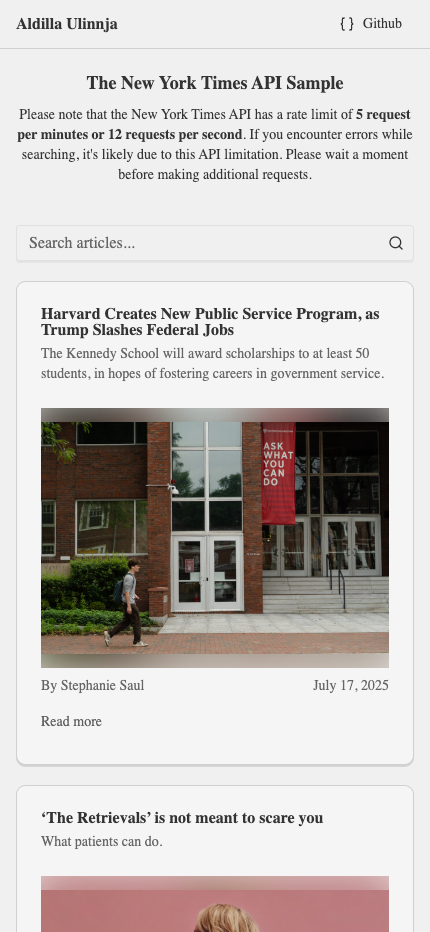 Aldilla Ulinnja
{ } Github
The New York Times API Sample
Please note that the New York Times API has a rate limit of 5 request
per minutes or 12 requests per second. If you encounter errors while
searching, it's likely due to this API limitation. Please wait a moment
before making additional requests.
Search articles...
Harvard Creates New Public Service Program, as
Trump Slashes Federal Jobs
The Kennedy School will award scholarships to at least 50
students, in hopes of fostering careers in government service.
ASK
WHAT
YOU
CAN
DO
By Stephanie Saul
July 17, 2025
Read more
‘The Retrievals’ is not meant to scare you
What patients can do.